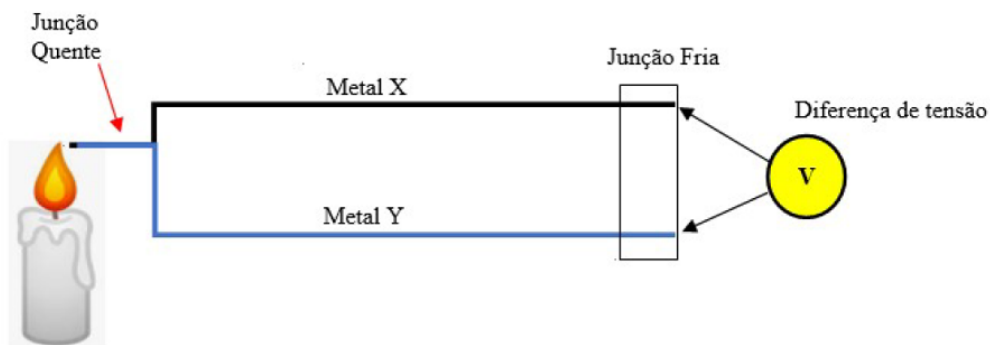 Junção
Quente
Junção Fria
Metal X
Diferença de tensão
V
Metal Y